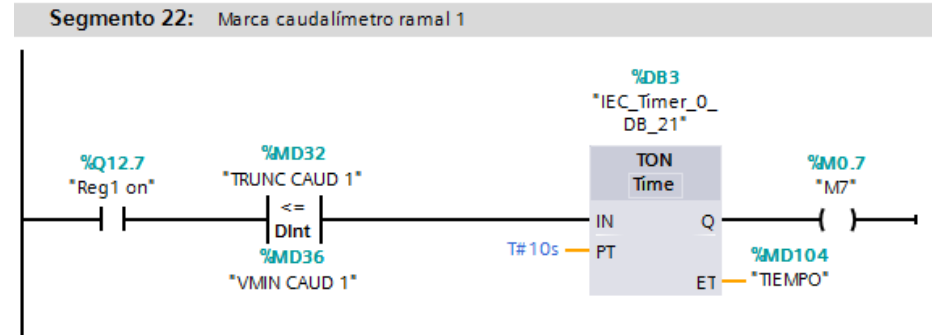 Segmento 22: Marca caudalímetro ramal 1
%DB3
"IEC_Timer_0_
DB_21"
%Q12.7
"Reg1 on"
%MD32
"TRUNC CAUD 1"
<=
DInt
%MD36
"VMIN CAUD 1"
TON
Time
IN
Q
T#10s
PT
ET
%M0.7
"M7"
%MD104
"TIEMPO"